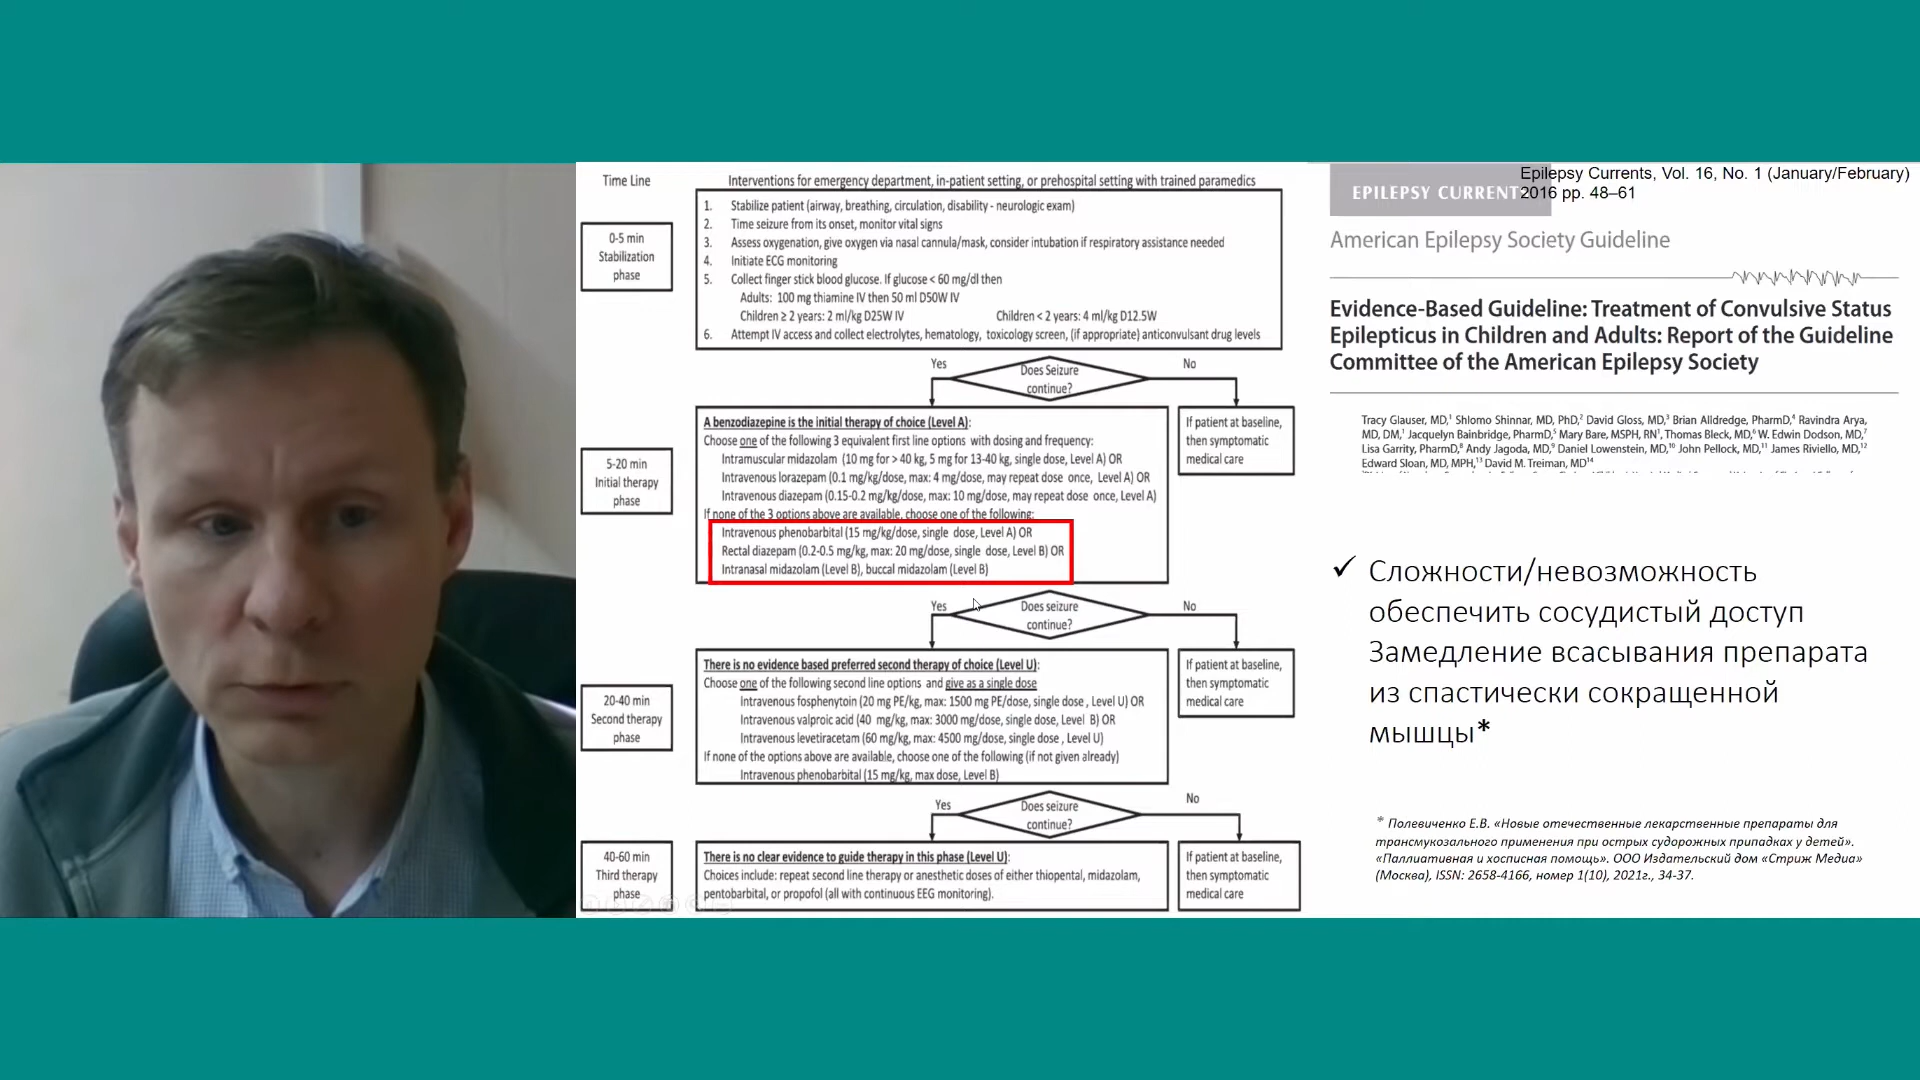 Time Line
Interventions for emergency department, in-patient setting, or prehospital setting with trained paramedics
0-5 min
Stabilization
phase
1. Stabilize patient (airway, breathing, circulation, disability - neurologic exam)
2. Time seizure from its onset, monitor vital signs
3. Assess oxygenation, give oxygen via nasal cannula/mask, consider intubation if respiratory assistance needed
4. Initiate ECG monitoring
5. Collect finger stick blood glucose. If glucose < 60 mg/dl then
Adults: 100 mg thiamine IV then 50 ml D50W IV
Children ≥ 2 years: 2 ml/kg D25W IV Children < 2 years: 4 ml/kg D12.5W
6. Attempt IV access and collect electrolytes, hematology, toxicology screen, (if appropriate) anticonvulsant drug levels
Yes
Does Seizure
continue?
No
5-20 min
Initial therapy
phase
A benzodiazepine is the initial therapy of choice (Level A):
Choose one of the following 3 equivalent first line options with dosing and frequency:
Intramuscular midazolam (10 mg for > 40 kg, 5 mg for 13-40 kg, single dose, Level A) OR
Intravenous lorazepam (0.1 mg/kg/dose, max: 4 mg/dose, may repeat dose once, Level A) OR
Intravenous diazepam (0.15-0.2 mg/kg/dose, max: 10 mg/dose, may repeat dose once, Level A)
If none of the 3 options above are available, choose one of the following:
Intravenous phenobarbital (15 mg/kg/dose, single dose, Level A) OR
Rectal diazepam (0.2-0.5 mg/kg, max: 20 mg/dose, single dose, Level B) OR
Intranasal midazolam (Level B), buccal midazolam (Level B)
If patient at baseline,
then symptomatic
medical care
Yes
Does seizure
continue?
No
20-40 min
Second therapy
phase
There is no evidence based preferred second therapy of choice (Level U):
Choose one of the following second line options and give as a single dose
Intravenous fosphenytoin (20 mg PE/kg, max: 1500 mg PE/dose, single dose , Level U) OR
Intravenous valproic acid (40 mg/kg, max: 3000 mg/dose, single dose, Level B) OR
Intravenous levetiracetam (60 mg/kg, max: 4500 mg/dose, single dose , Level U)
If none of the options above are available, choose one of the following (if not given already)
Intravenous phenobarbital (15 mg/kg, max dose, Level B)
If patient at baseline,
then symptomatic
medical care
Yes
Does seizure
continue?
No
40-60 min
Third therapy
phase
There is no clear evidence to guide therapy in this phase (Level U):
Choices include: repeat second line therapy or anesthetic doses of either thiopental, midazolam,
pentobarbital, or propofol (all with continuous EEG monitoring).
If patient at baseline,
then symptomatic
medical care
EPILEPSY CURRENT
Epilepsy Currents, Vol. 16, No. 1 (January/February)
2016 pp. 48–61
American Epilepsy Society Guideline
Evidence-Based Guideline: Treatment of Convulsive Status
Epilepticus in Children and Adults: Report of the Guideline
Committee of the American Epilepsy Society
Tracy Glauser, MD,1 Shlomo Shinnar, MD, PhD,2 David Gloss, MD,3 Brian Alldredge, PharmD,4 Ravindra Arya,
MD, DM,1 Jacquelyn Bainbridge, PharmD,5 Mary Bare, MSPH, RN1, Thomas Bleck, MD,6 W. Edwin Dodson, MD,7
Lisa Garrity, PharmD,8 Andy Jagoda, MD,9 Daniel Lowenstein, MD,10 John Pellock, MD,11 James Riviello, MD,12
Edward Sloan, MD, MPH,13 David M. Treiman, MD14
✓ Сложности/невозможность
обеспечить сосудистый доступ
Замедление всасывания препарата
из спастически сокращенной
мышцы*
* Полевиченко Е.В. «Новые отечественные лекарственные препараты для
трансмукозального применения при острых судорожных припадках у детей».
«Паллиативная и хосписная помощь». ООО Издательский дом «Стриж Медиа»
(Москва), ISSN: 2658-4166, номер 1(10), 2021г., 34-37.